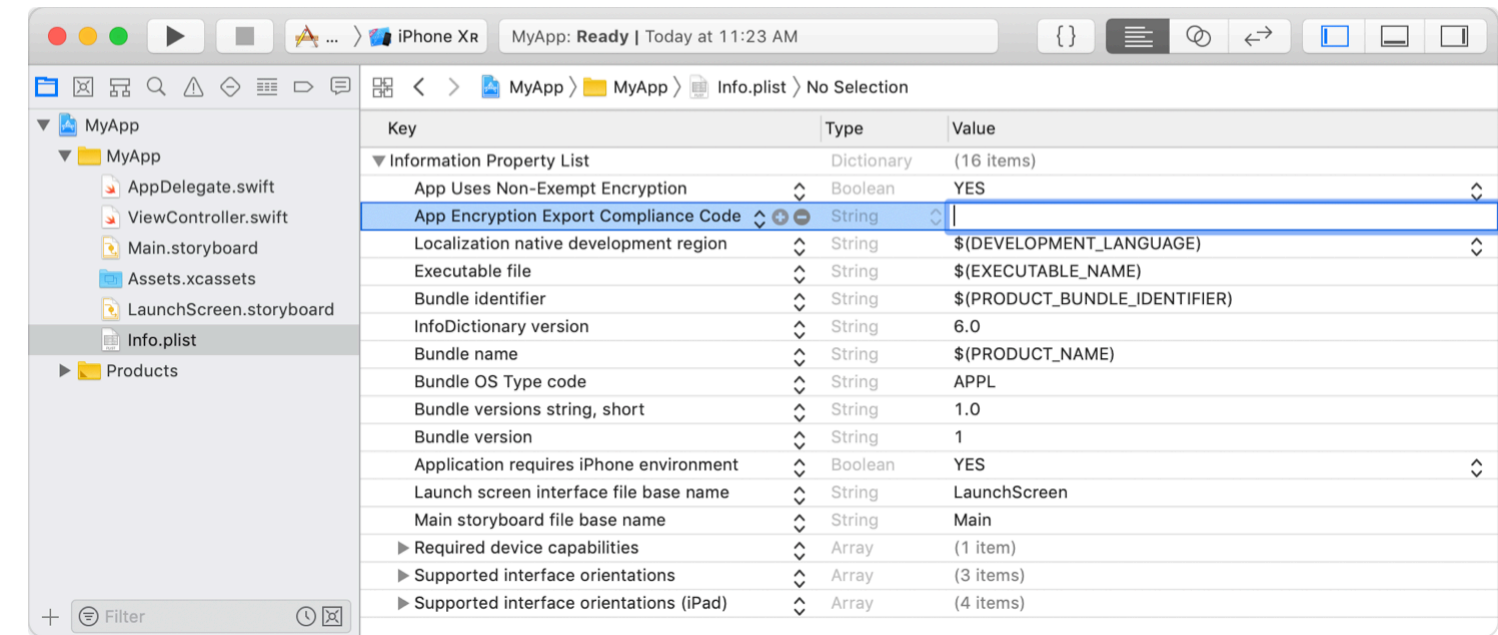 ... iPhone XR MyApp: Ready | Today at 11:23 AM {}
MyApp MyApp Info.plist No Selection
MyApp
MyApp
AppDelegate.swift
ViewController.swift
Main.storyboard
Assets.xcassets
LaunchScreen.storyboard
Info.plist
Products
Filter
Key Type Value
Information Property List Dictionary (16 items)
App Uses Non-Exempt Encryption Boolean YES
App Encryption Export Compliance Code String
Localization native development region String $(DEVELOPMENT_LANGUAGE)
Executable file String $(EXECUTABLE_NAME)
Bundle identifier String $(PRODUCT_BUNDLE_IDENTIFIER)
InfoDictionary version String 6.0
Bundle name String $(PRODUCT_NAME)
Bundle OS Type code String APPL
Bundle versions string, short String 1.0
Bundle version String 1
Application requires iPhone environment Boolean YES
Launch screen interface file base name String LaunchScreen
Main storyboard file base name String Main
Required device capabilities Array (1 item)
Supported interface orientations Array (3 items)
Supported interface orientations (iPad) Array (4 items)